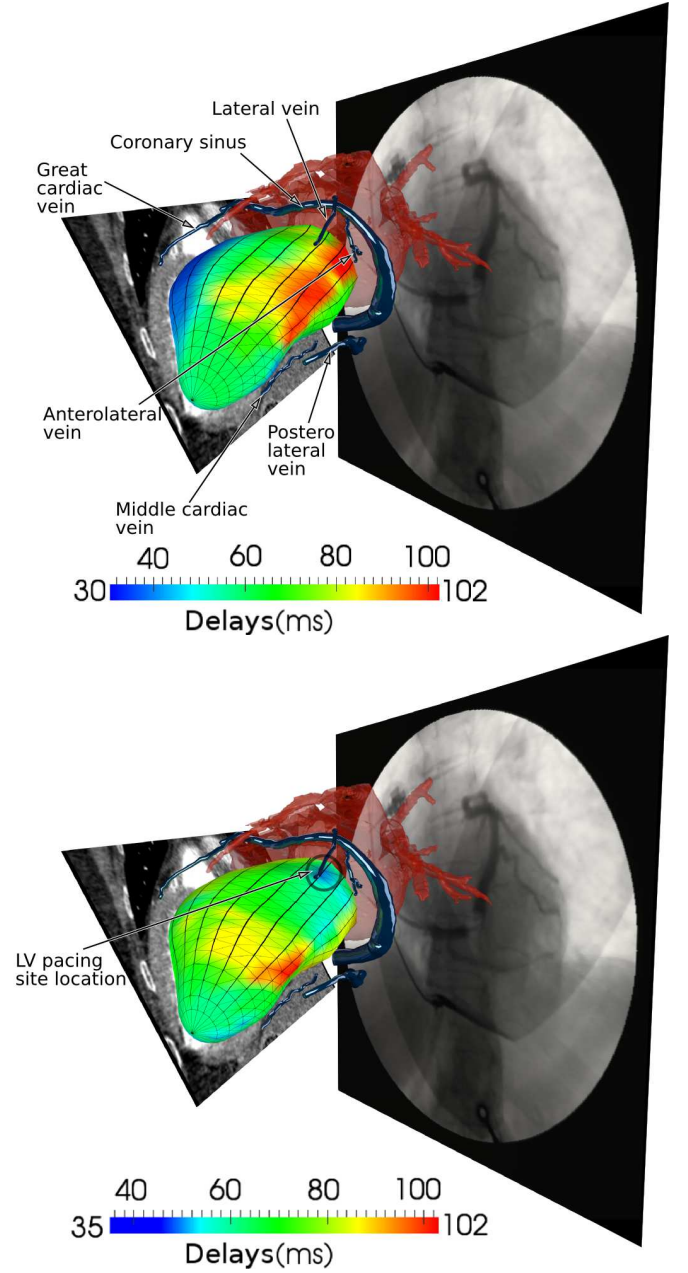 Lateral vein
Coronary sinus
Great
cardiac
vein
Anterolateral
vein
Postero
lateral
vein
Middle cardiac
vein
40 60 80 100
30 102
Delays(ms)
LV pacing
site location
40 60 80 100
35 102
Delays(ms)